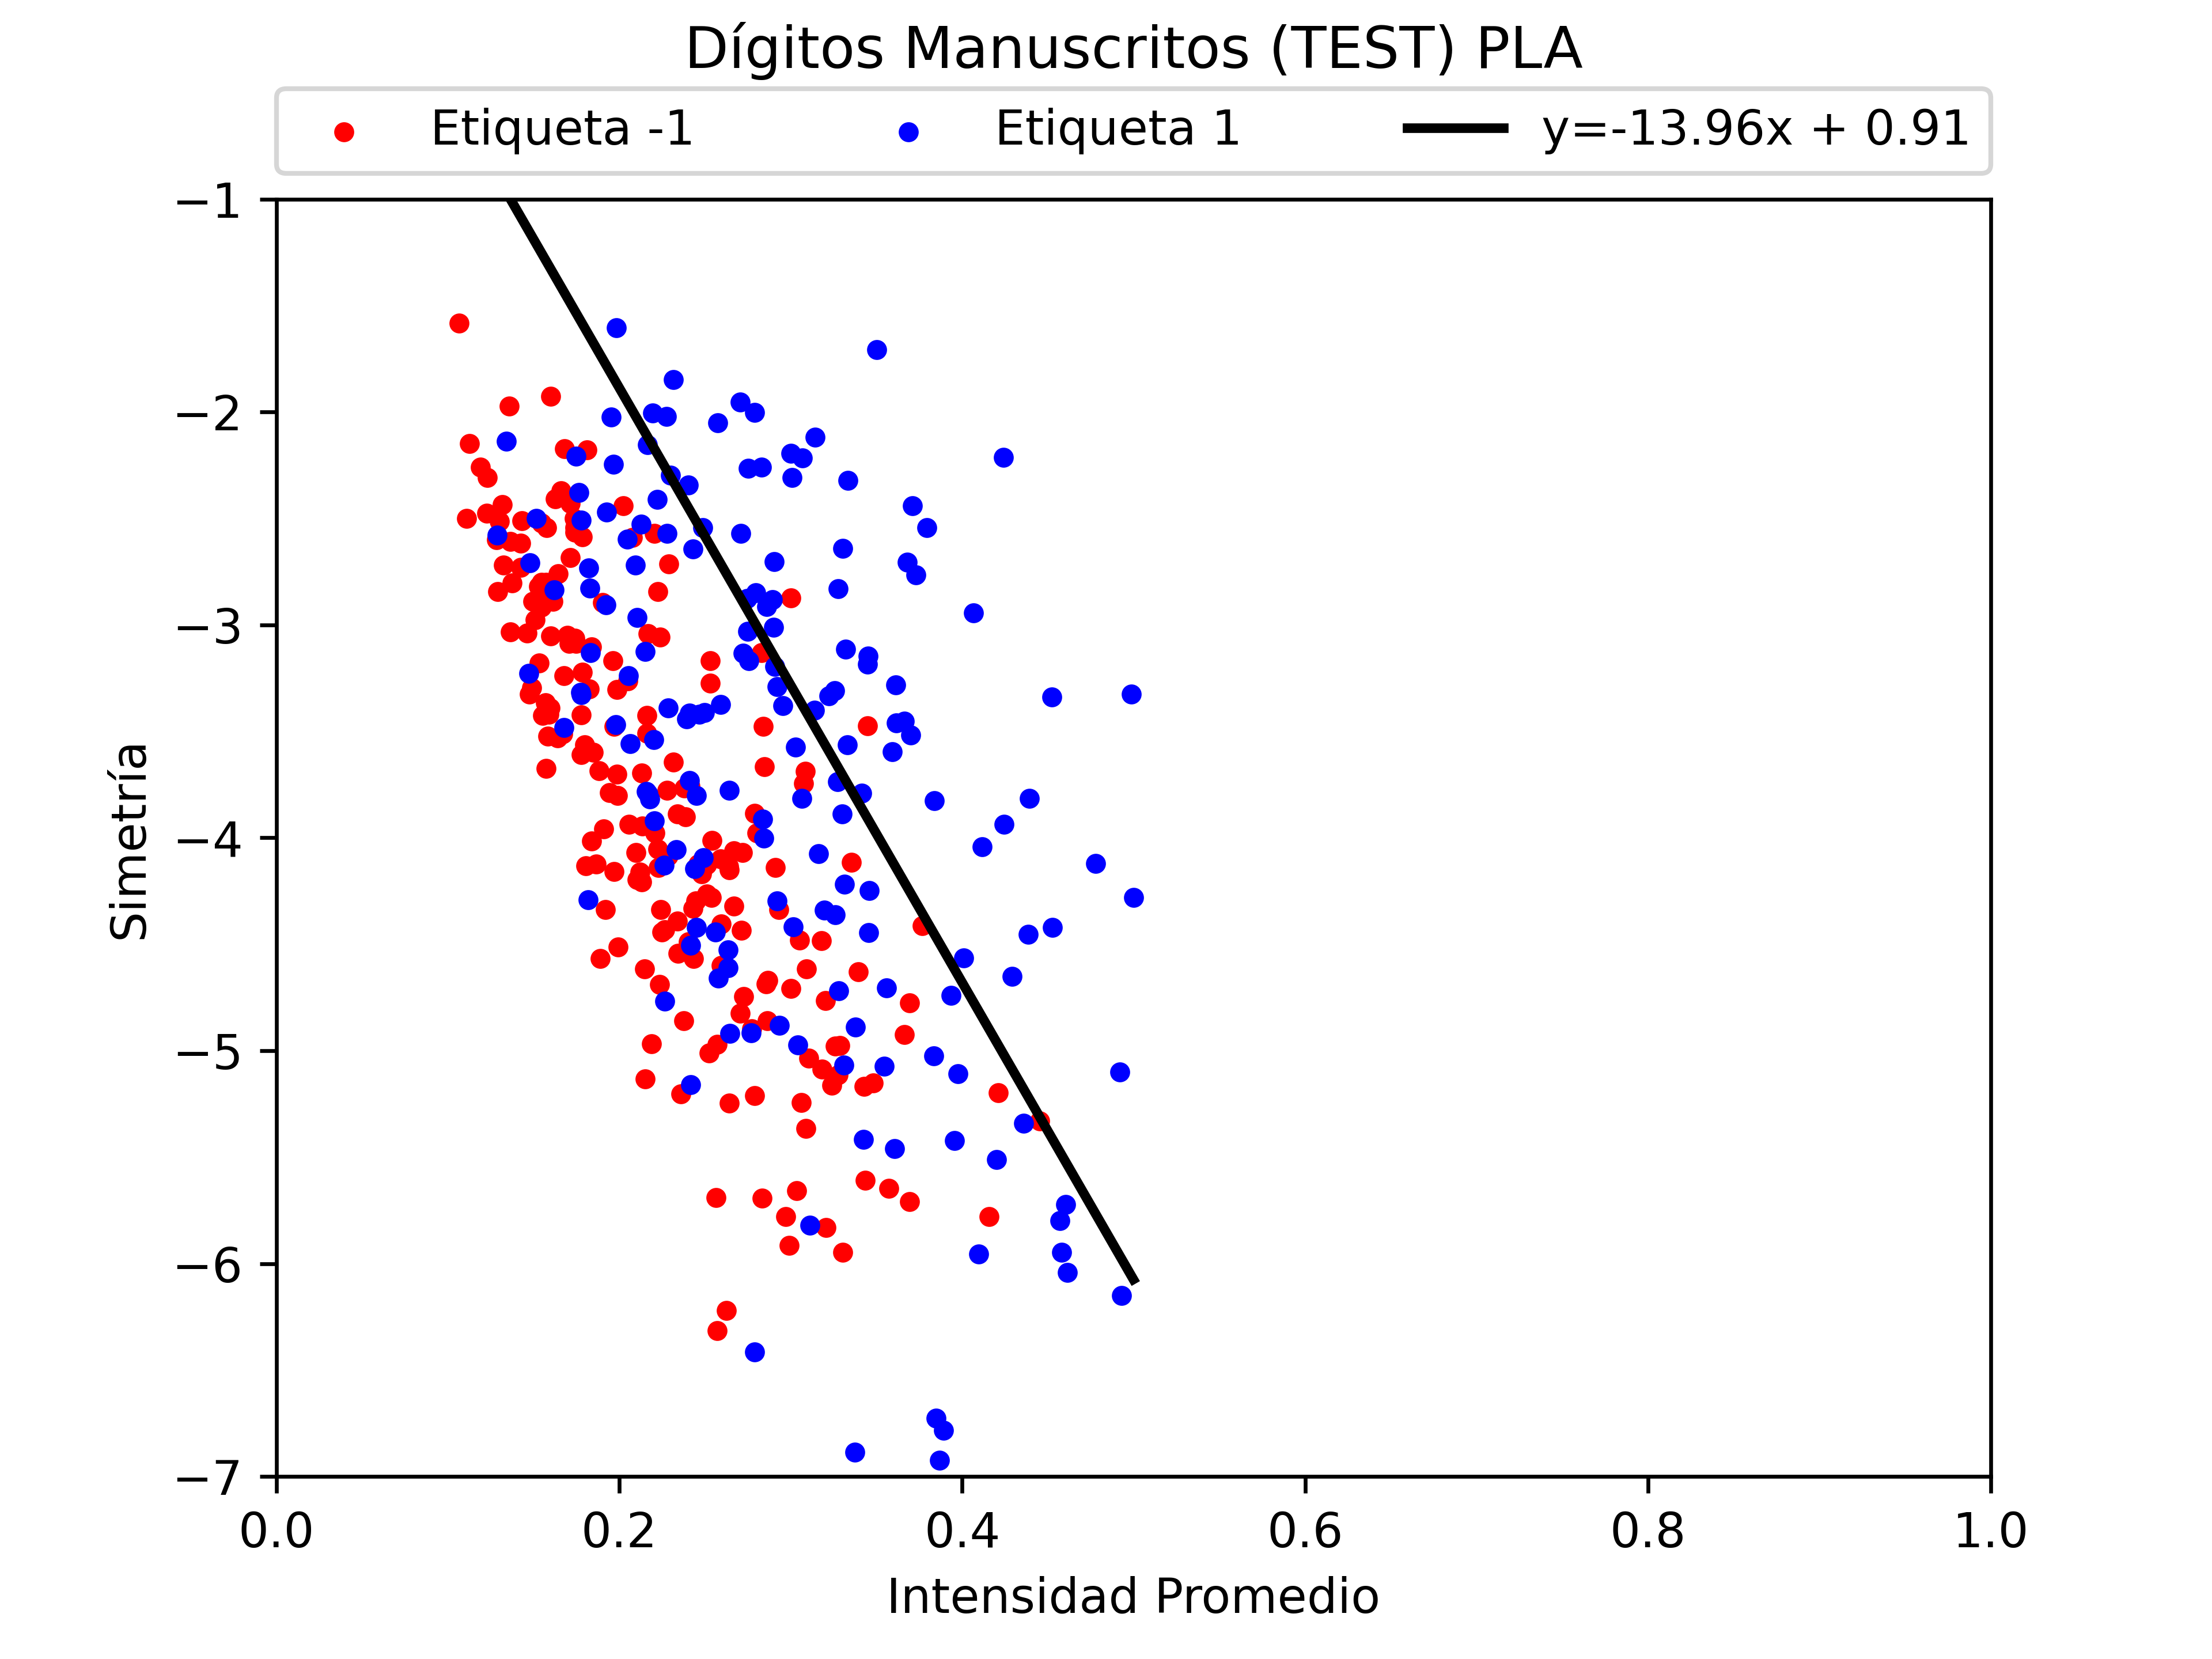 Dígitos Manuscritos (TEST) PLA
Etiqueta -1 Etiqueta 1 y=-13.96x + 0.91
−1
−2
−3
−4
−5
−6
−7
Simetría
0.0 0.2 0.4 0.6 0.8 1.0
Intensidad Promedio